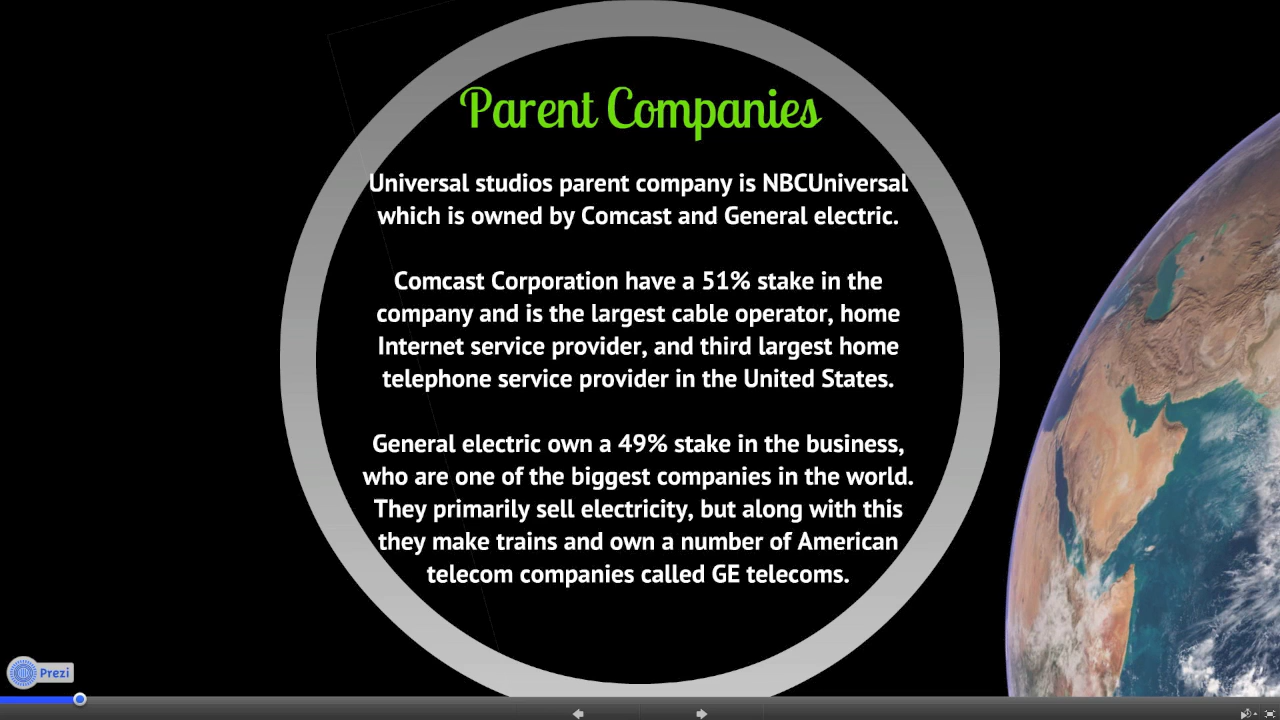 Parent Companies
Universal studios parent company is NBCUniversal
which is owned by Comcast and General electric.
Comcast Corporation have a 51% stake in the
company and is the largest cable operator, home
Internet service provider, and third largest home
telephone service provider in the United States.
General electric own a 49% stake in the business,
who are one of the biggest companies in the world.
They primarily sell electricity, but along with this
they make trains and own a number of American
telecom companies called GE telecoms.
Prezi